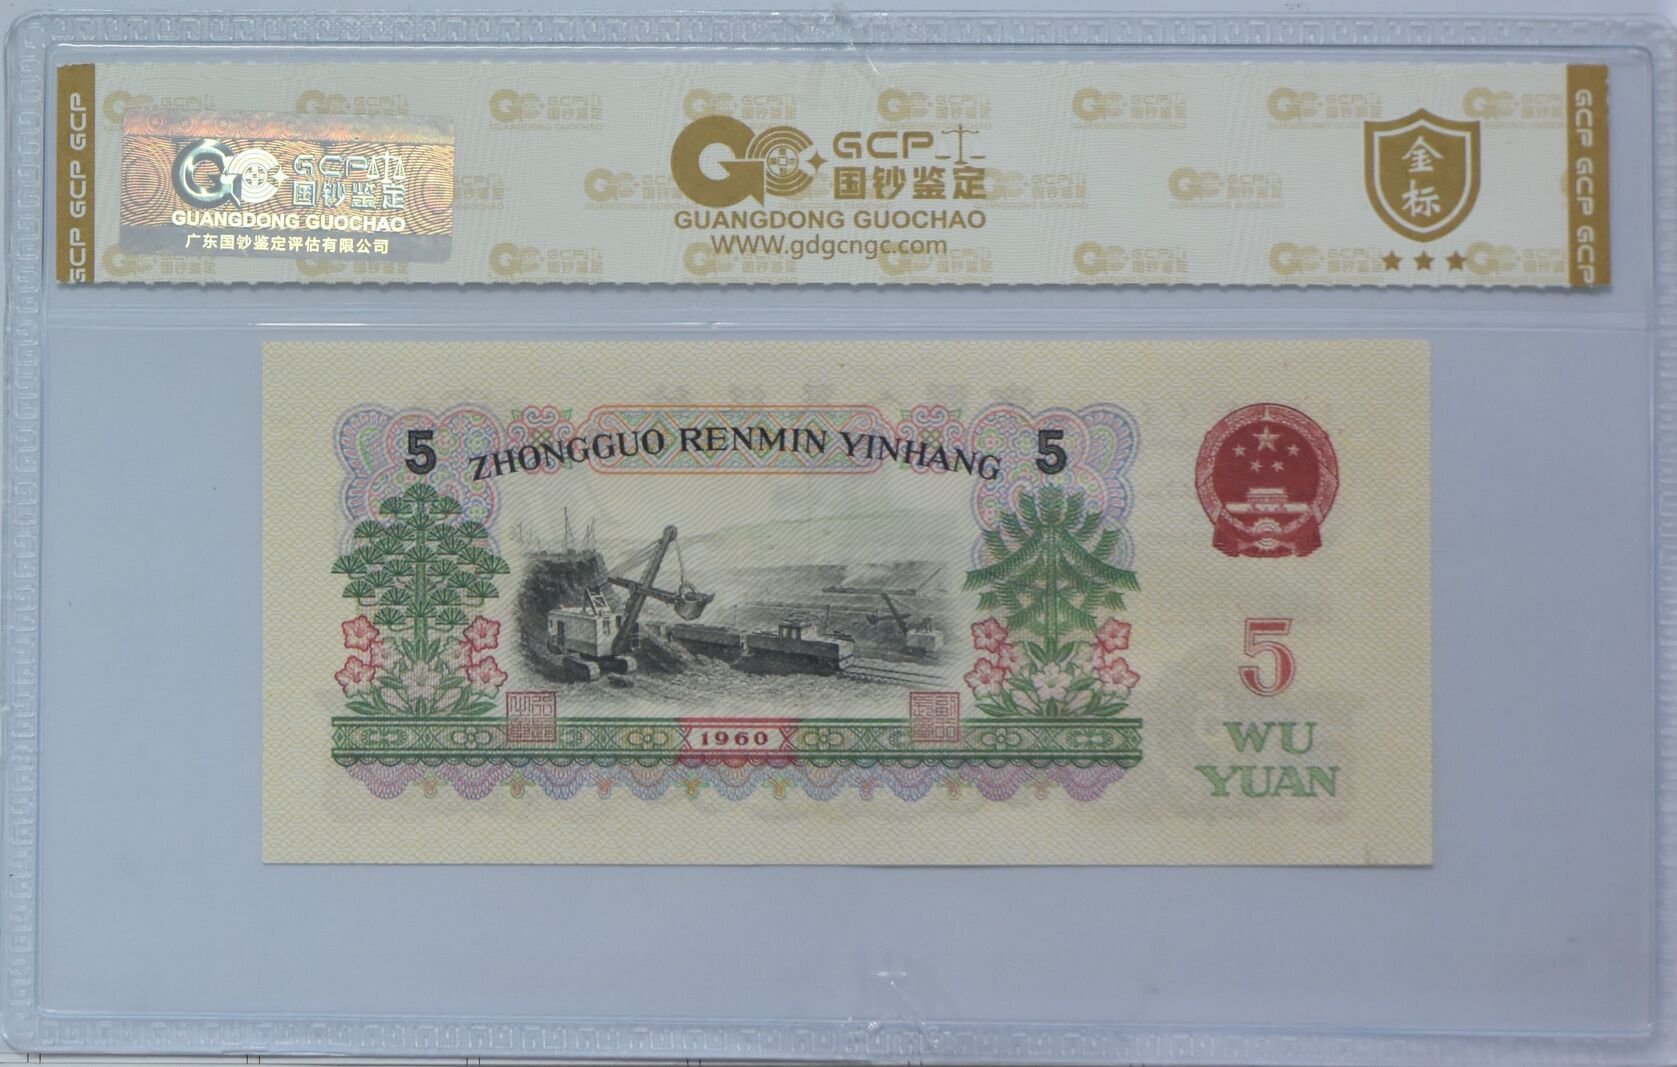 GCP GCP GCP
GCP
国钞鉴定
GUANGDONG GUOCHAO
广东国钞鉴定评估有限公司
GCP
国钞鉴定
GUANGDONG GUOCHAO
WWW.gdgcngc.com
金
标
GCP GCP GCP
5
ZHONGGUO RENMIN YINHANG
5
1960
5
WU
YUAN